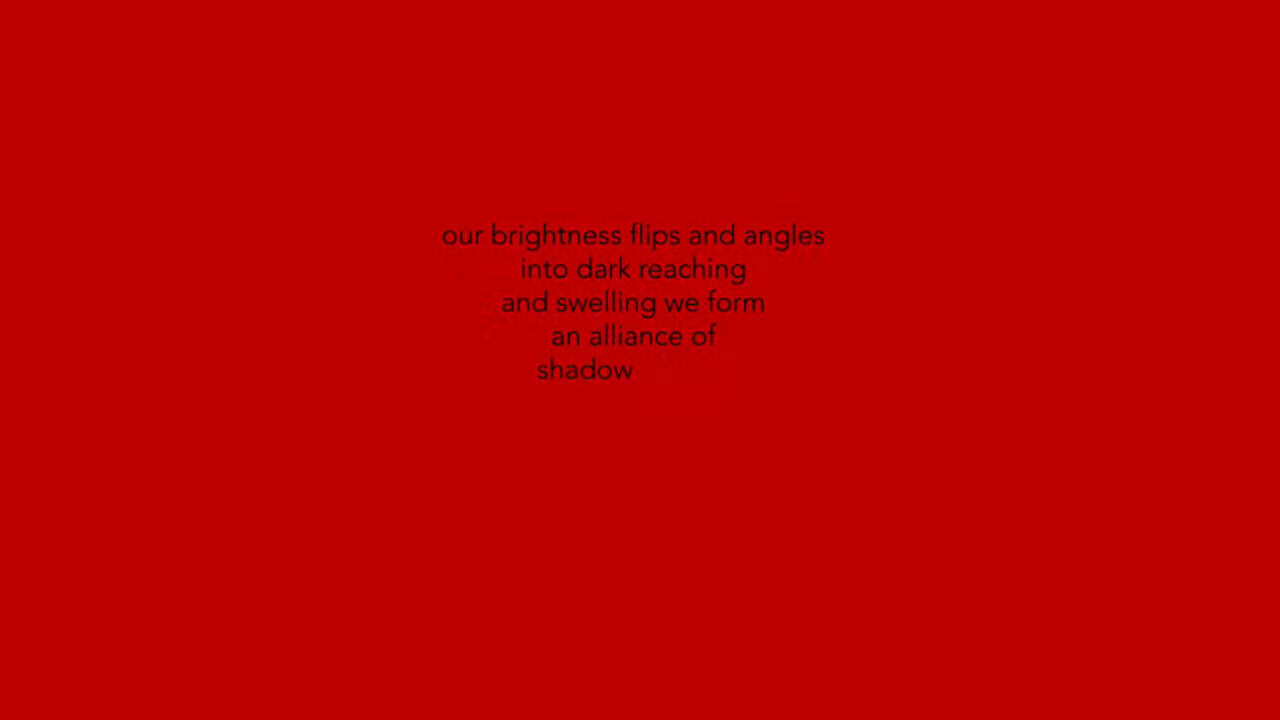 our brightness flips and angles
into dark reaching
and swelling we form
an alliance of
shadow